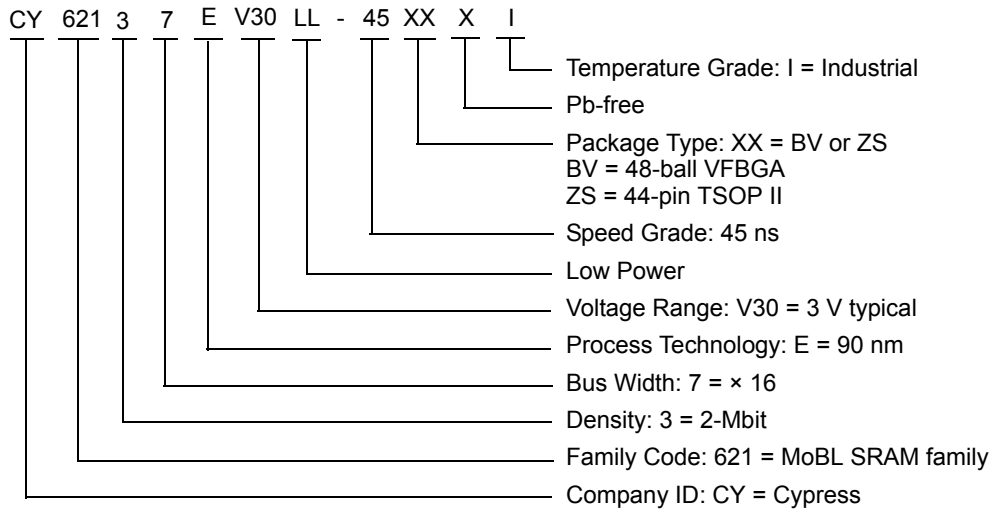 CY 621 3 7 E V30 LL - 45 XX X I
Temperature Grade: I = Industrial
Pb-free
Package Type: XX = BV or ZS
BV = 48-ball VFBGA
ZS = 44-pin TSOP II
Speed Grade: 45 ns
Low Power
Voltage Range: V30 = 3 V typical
Process Technology: E = 90 nm
Bus Width: 7 = × 16
Density: 3 = 2-Mbit
Family Code: 621 = MoBL SRAM family
Company ID: CY = Cypress